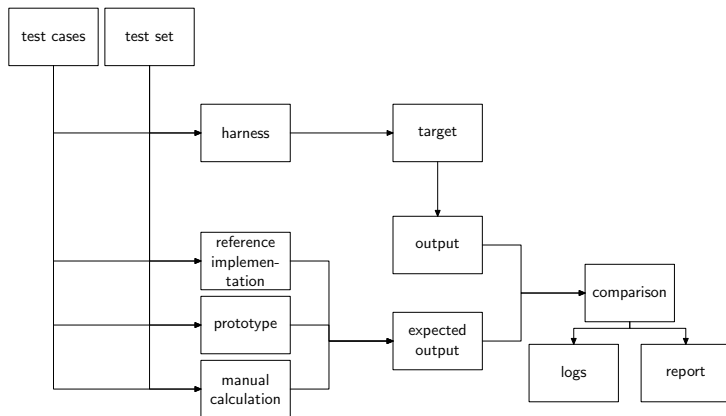 test cases
test set
harness
target
reference
implemen-
tation
output
comparison
prototype
expected
output
manual
calculation
logs
report